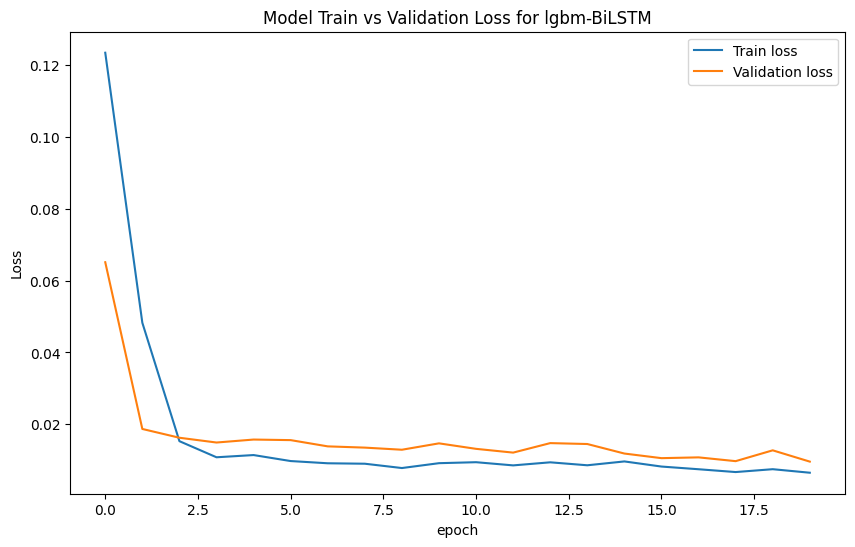 Model Train vs Validation Loss for lgbm-BiLSTM
Train loss
Validation loss
0.12
0.10
0.08
0.06
0.04
0.02
Loss
0.0
2.5
5.0
7.5
10.0
12.5
15.0
17.5
epoch